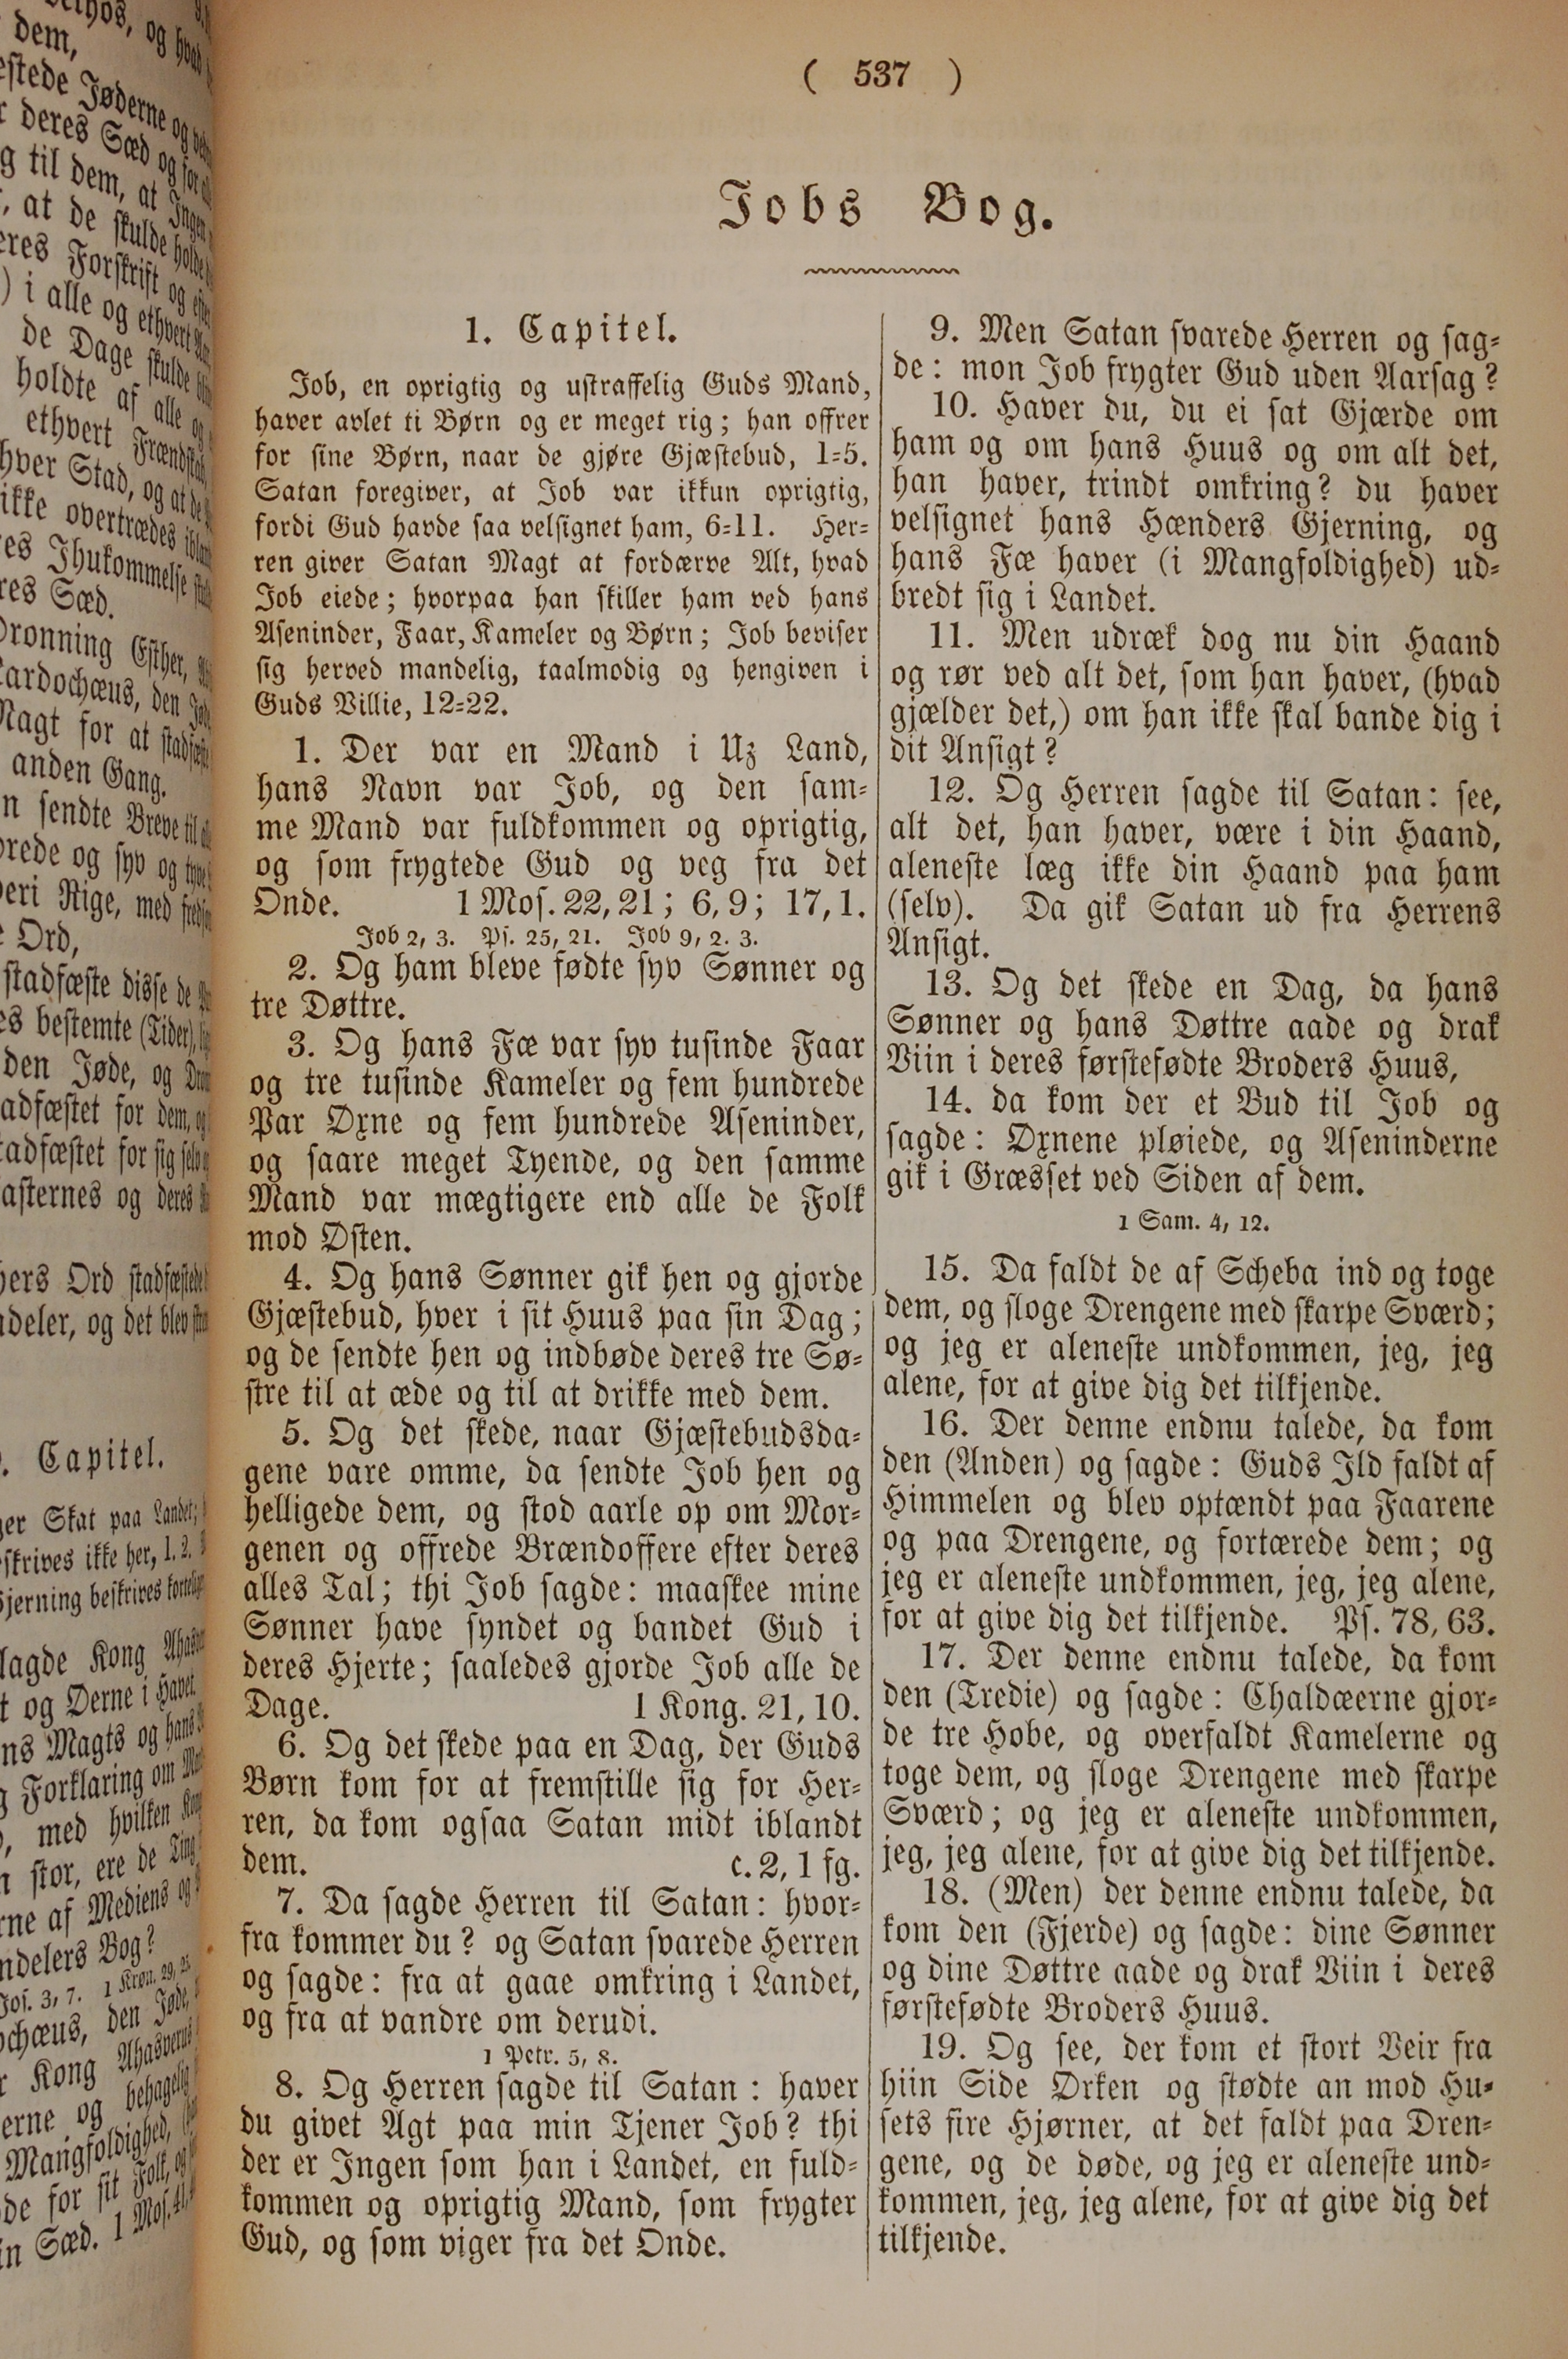 ( 537 )
Jobs Bog.
1. Capitel.
Job, en oprigtig og ustraffelig Guds Mand,
haver avlet ti Børn og er meget rig; han offrer
for sine Børn, naar de gjøre Gjæstebud, 1-5.
Satan foregiver, at Job var ikkun oprigtig,
fordi Gud havde saa velsignet ham, 6-11. Her-
ren giver Satan Magt at fordærve Alt, hvad
Job eiede; hvorpaa han skiller ham ved hans
Aseninder, Faar, Kameler og Børn; Job beviser
sig herved mandelig, taalmodig og hengiven i
Guds Villie, 12-22.
1. Der var en Mand i Uz Land,
hans Navn var Job, og den sam-
me Mand var fuldkommen og oprigtig,
og som frygtede Gud og veg fra det
Onde. 1 Mos. 22, 21; 6, 9; 17, 1.
Job 2, 3. Ps. 25, 21. Job 9, 2. 3.
2. Og ham bleve fødte syv Sønner og
tre Døttre.
3. Og hans Fæ var syv tusinde Faar
og tre tusinde Kameler og fem hundrede
Par Øxne og fem hundrede Aseninder,
og saare meget Tyende, og den samme
Mand var mægtigere end alle de Folk
mod Østen.
4. Og hans Sønner gik hen og gjorde
Gjæstebud, hver i sit Huus paa sin Dag;
og de sendte hen og indbøde deres tre Sø-
stre til at æde og til at drikke med dem.
5. Og det skede, naar Gjæstebudsda-
gene vare omme, da sendte Job hen og
helligede dem, og stod aarle op om Mor-
genen og offrede Brændoffere efter deres
alles Tal; thi Job sagde: maaskee mine
Sønner have syndet og bandet Gud i
deres Hjerte; saaledes gjorde Job alle de
Dage. 1 Kong. 21, 10.
6. Og det skede paa en Dag, der Guds
Børn kom for at fremstille sig for Her-
ren, da kom ogsaa Satan midt iblandt
dem. c. 2, 1 fg.
7. Da sagde Herren til Satan: hvor-
fra kommer du? og Satan svarede Herren
og sagde: fra at gaae omkring i Landet,
og fra at vandre om derudi.
1 Petr. 5, 8.
8. Og Herren sagde til Satan: haver
du givet Agt paa min Tjener Job? thi
der er Ingen som han i Landet, en fuld-
kommen og oprigtig Mand, som frygter
Gud, og som viger fra det Onde.
9. Men Satan svarede Herren og sag-
de: mon Job frygter Gud uden Aarsag?
10. Haver du, du ei sat Gjærde om
ham og om hans Huus og om alt det,
han haver, trindt omkring? du haver
velsignet hans Hænders Gjerning, og
hans Fæ haver (i Mangfoldighed) ud-
bredt sig i Landet.
11. Men udræk dog nu din Haand
og rør ved alt det, som han haver, (hvad
gjælder det,) om han ikke skal bande dig i
dit Ansigt?
12. Og Herren sagde til Satan: see,
alt det, han haver, være i din Haand,
aleneste læg ikke din Haand paa ham
(selv). Da gik Satan ud fra Herrens
Ansigt.
13. Og det skede en Dag, da hans
Sønner og hans Døttre aade og drak
Viin i deres førstefødte Broders Huus,
14. da kom der et Bud til Job og
sagde: Øxnene pløiede, og Aseninderne
gik i Græsset ved Siden af dem.
1 Sam. 4, 12.
15. Da faldt de af Scheba ind og toge
dem, og sloge Drengene med skarpe Sværd;
og jeg er aleneste undkommen, jeg, jeg
alene, for at give dig det tilkjende.
16. Der denne endnu talede, da kom
den (Anden) og sagde: Guds Ild faldt af
Himmelen og blev optændt paa Faarene
og paa Drengene, og fortærede dem; og
jeg er aleneste undkommen, jeg, jeg alene,
for at give dig det tilkjende. Ps. 78, 63.
17. Der denne endnu talede, da kom
den (Tredie) og sagde: Chaldæerne gjor-
de tre Hobe, og overfaldt Kamelerne og
toge dem, og sloge Drengene med skarpe
Sværd; og jeg er aleneste undkommen,
jeg, jeg alene, for at give dig det tilkjende.
18. (Men) der denne endnu talede, da
kom den (Fjerde) og sagde: dine Sønner
og dine Døttre aade og drak Viin i deres
førstefødte Broders Huus.
19. Og see, der kom et stort Veir fra
hiin Side Ørken og stødte an mod Hu-
sets fire Hjørner, at det faldt paa Dren-
gene, og de døde, og jeg er aleneste und-
kommen, jeg, jeg alene, for at give dig det
tilkjende.